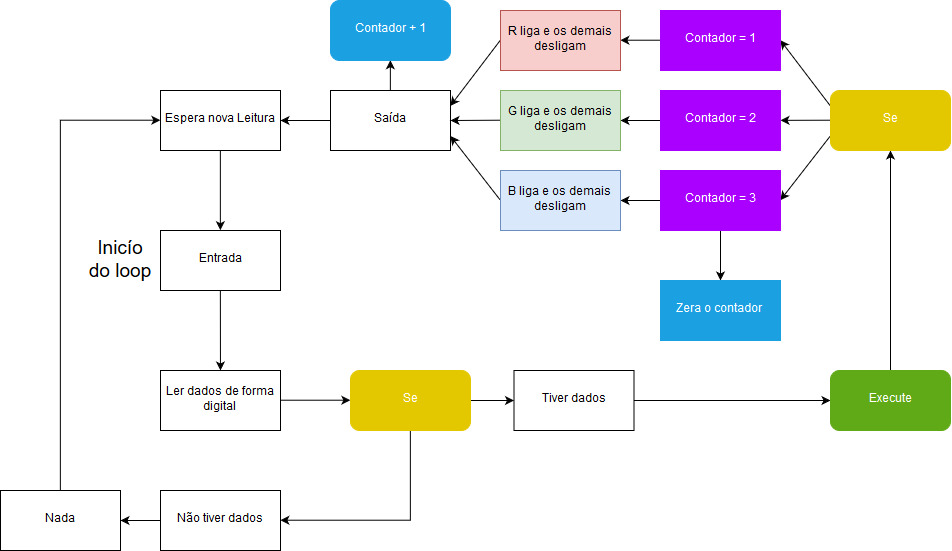 Contador + 1
R liga e os demais
desligam
Contador = 1
Espera nova Leitura
Saída
G liga e os demais
desligam
Contador = 2
Se
B liga e os demais
desligam
Contador = 3
Inicío
do loop
Entrada
Zera o contador
Ler dados de forma
digital
Se
Tiver dados
Execute
Nada
Não tiver dados